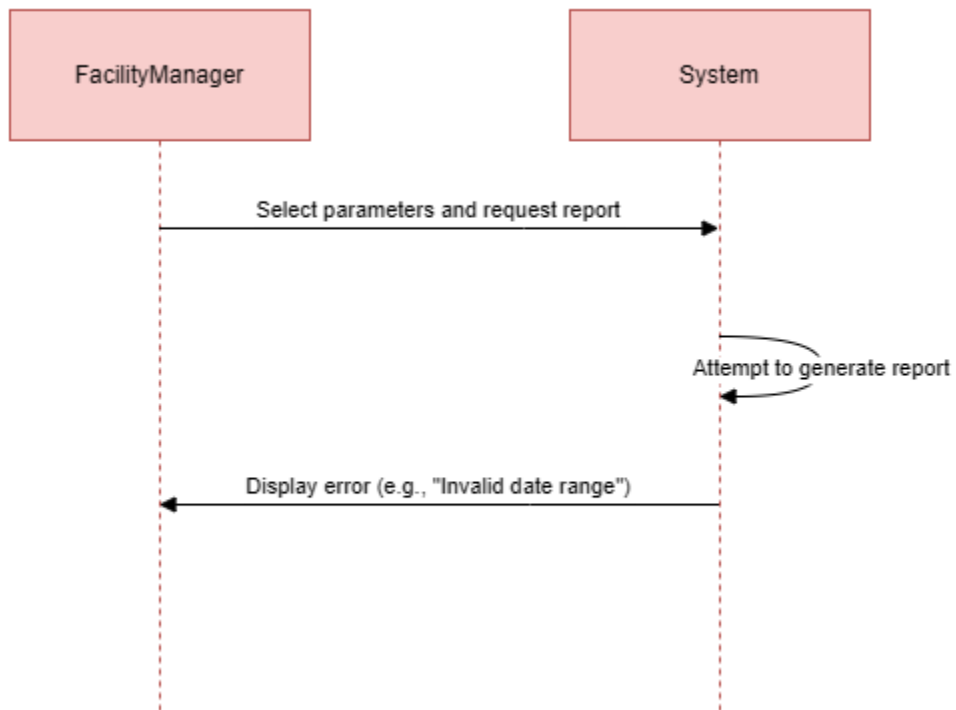 FacilityManager
System
Select parameters and request report
Attempt to generate report
Display error (e.g., "Invalid date range")